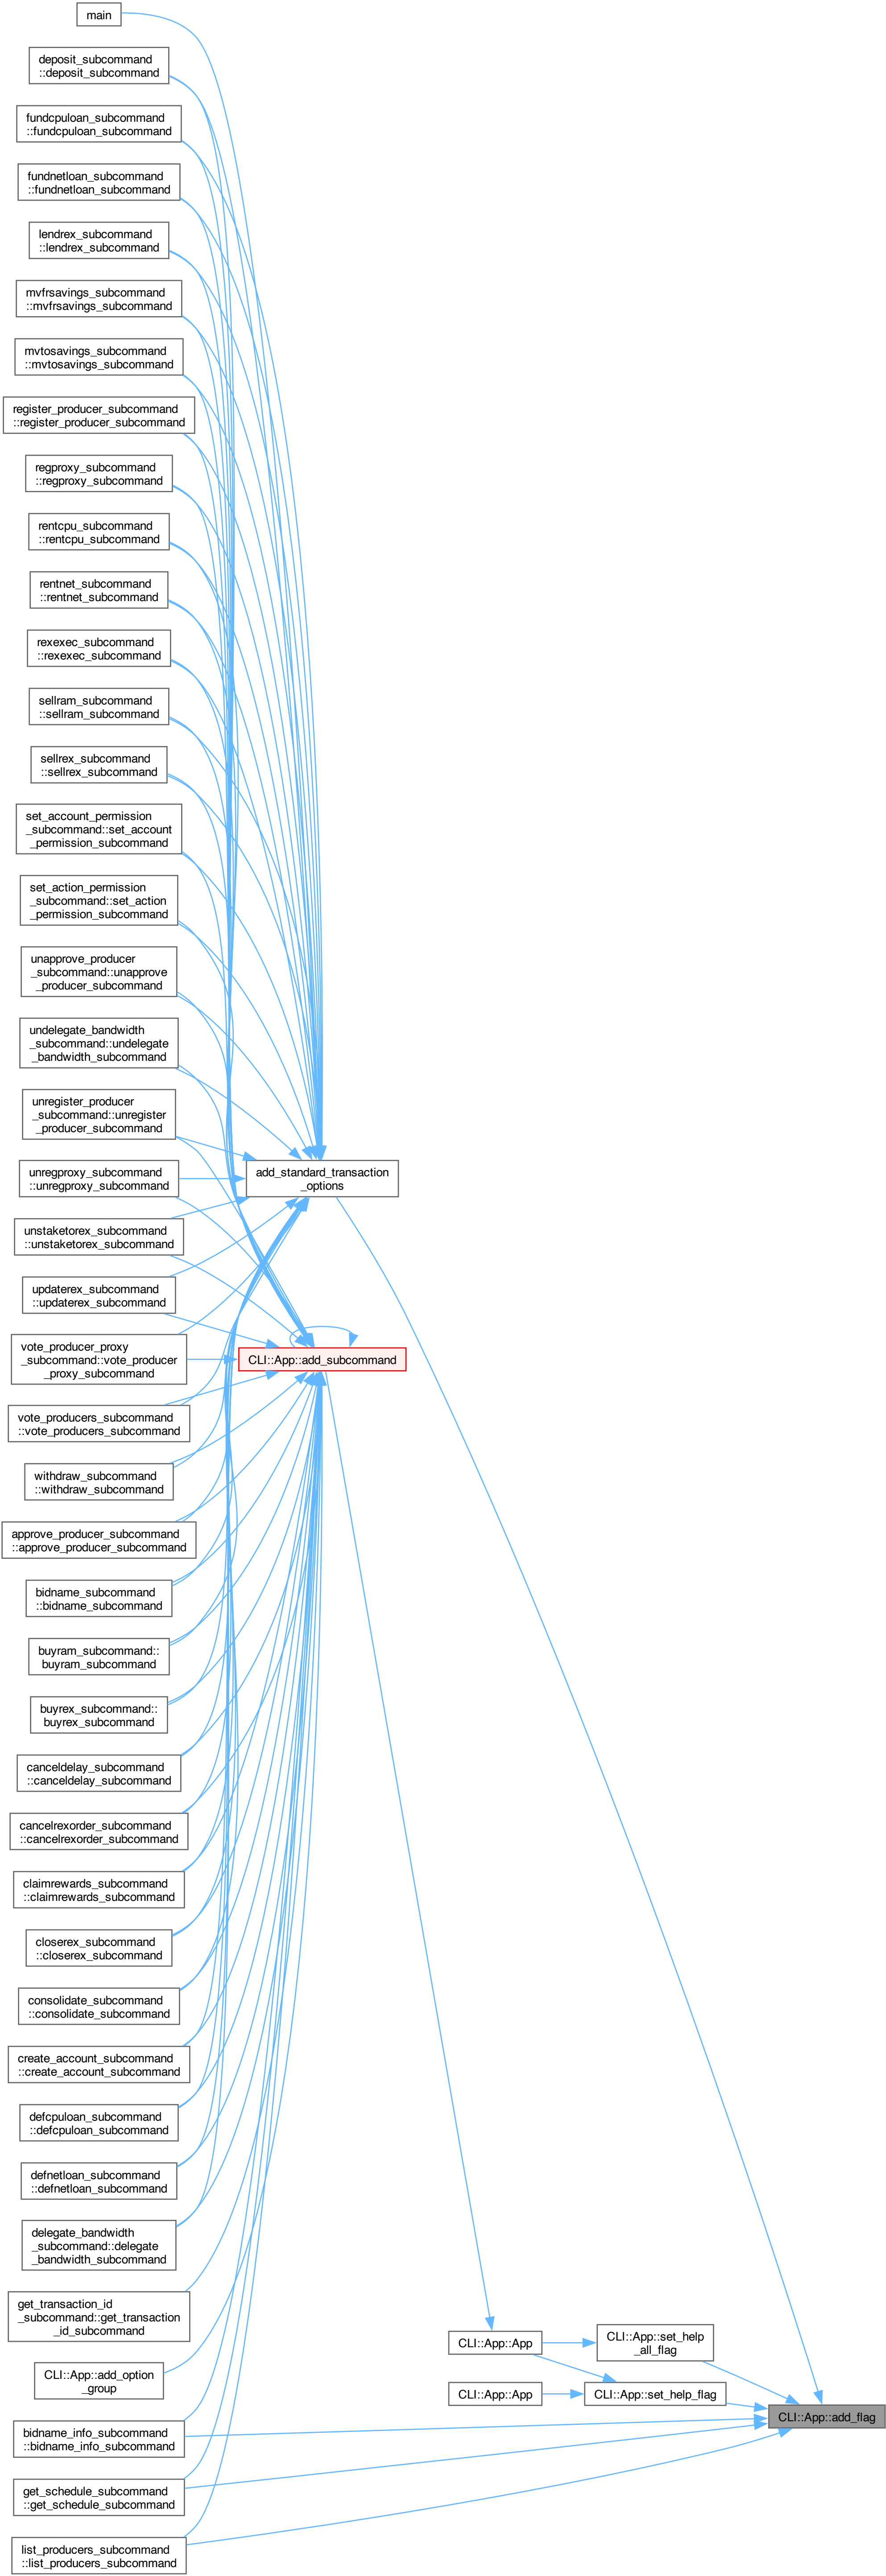 main
deposit_subcommand
::deposit_subcommand
fundcpuloan_subcommand
::fundcpuloan_subcommand
fundnetloan_subcommand
::fundnetloan_subcommand
lendrex_subcommand
::lendrex_subcommand
mvfrsavings_subcommand
::mvfrsavings_subcommand
mvtosavings_subcommand
::mvtosavings_subcommand
register_producer_subcommand
::register_producer_subcommand
regproxy_subcommand
::regproxy_subcommand
rentcpu_subcommand
::rentcpu_subcommand
rentnet_subcommand
::rentnet_subcommand
rexexec_subcommand
::rexexec_subcommand
sellram_subcommand
::sellram_subcommand
sellrex_subcommand
::sellrex_subcommand
set_account_permission
_subcommand::set_account
_permission_subcommand
set_action_permission
_subcommand::set_action
_permission_subcommand
unapprove_producer
_subcommand::unapprove
_producer_subcommand
undelegate_bandwidth
_subcommand::undelegate
_bandwidth_subcommand
unregister_producer
_subcommand::unregister
_producer_subcommand
unregproxy_subcommand
::unregproxy_subcommand
add_standard_transaction
_options
unstaketorex_subcommand
::unstaketorex_subcommand
updaterex_subcommand
::updaterex_subcommand
vote_producer_proxy
_subcommand::vote_producer
_proxy_subcommand
CLI::App::add_subcommand
vote_producers_subcommand
::vote_producers_subcommand
withdraw_subcommand
::withdraw_subcommand
approve_producer_subcommand
::approve_producer_subcommand
bidname_subcommand
::bidname_subcommand
buyram_subcommand::
buyram_subcommand
buyrex_subcommand::
buyrex_subcommand
canceldelay_subcommand
::canceldelay_subcommand
cancelrexorder_subcommand
::cancelrexorder_subcommand
claimrewards_subcommand
::claimrewards_subcommand
closerex_subcommand
::closerex_subcommand
consolidate_subcommand
::consolidate_subcommand
create_account_subcommand
::create_account_subcommand
defcpuloan_subcommand
::defcpuloan_subcommand
defnetloan_subcommand
::defnetloan_subcommand
delegate_bandwidth
_subcommand::delegate
_bandwidth_subcommand
get_transaction_id
_subcommand::get_transaction
_id_subcommand
CLI::App::App
CLI::App::set_help
_all_flag
CLI::App::add_option
_group
CLI::App::App
CLI::App::set_help_flag
CLI::App::add_flag
bidname_info_subcommand
::bidname_info_subcommand
get_schedule_subcommand
::get_schedule_subcommand
list_producers_subcommand
::list_producers_subcommand